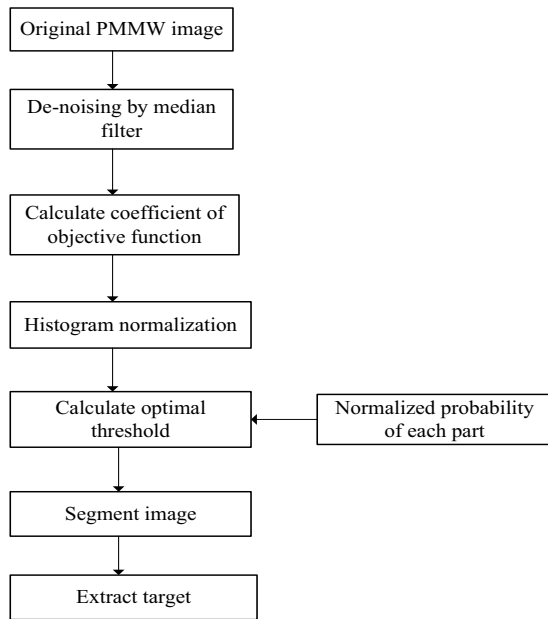 Original PMMW image
De-noising by median
filter
Calculate coefficient of
objective function
Histogram normalization
Calculate optimal
threshold
Normalized probability
of each part
Segment image
Extract target